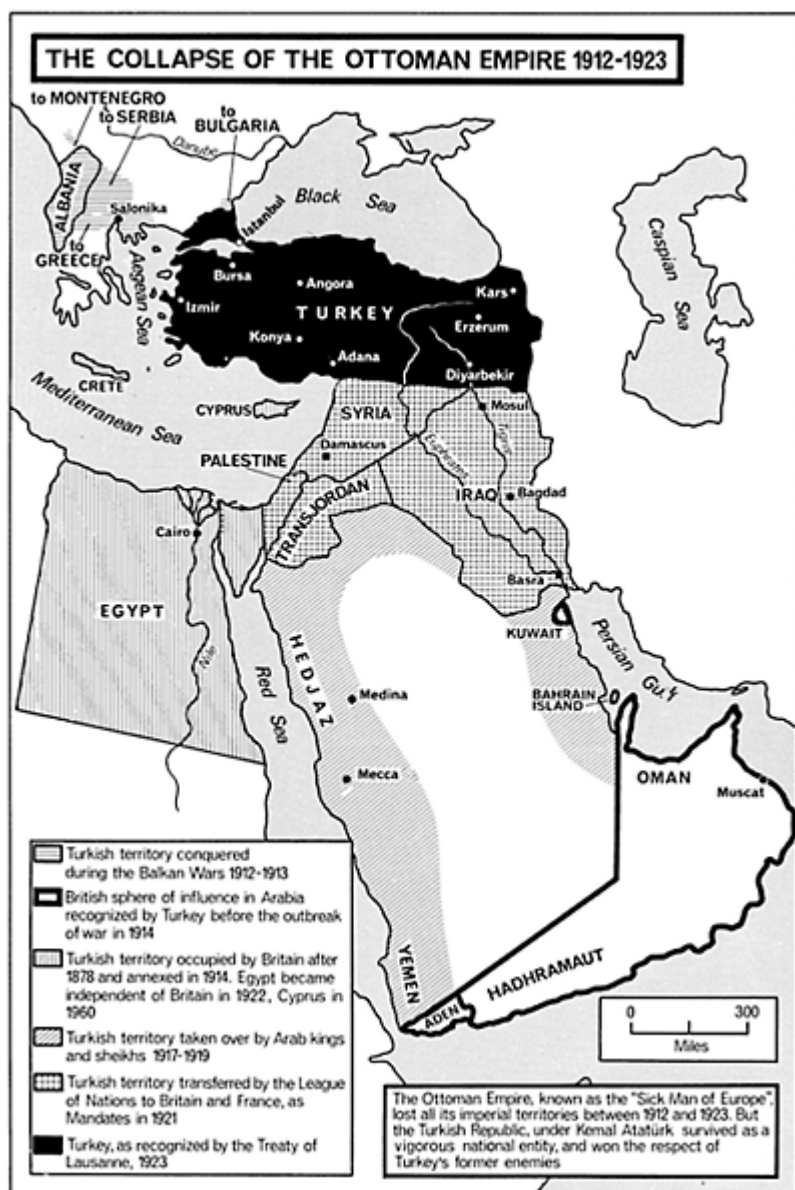 THE COLLAPSE OF THE OTTOMAN EMPIRE 1912-1923
to MONTENEGRO
to SERBIA
to
BULGARIA
Danube
ALBANIA
Salonika
to
GREECE
Aegean Sea
Istanbul
Black Sea
Caspian Sea
Bursa
Angora
Kars
Izmir
TURKEY
Erzerum
Konya
Adana
Diyarbekir
CRETE
Mediterranean Sea
CYPRUS
SYRIA
Mosul
Damascus
Euphrates
Tigris
PALESTINE
IRAQ
Bagdad
TRANSJORDAN
Cairo
Basra
EGYPT
KUWAIT
Persian Gulf
Nile
Red Sea
HEDJAZ
Medina
BAHRAIN
ISLAND
Mecca
OMAN
Muscat
YEMEN
ADEN
HADHRAMAUT
Turkish territory conquered
during the Balkan Wars 1912-1913
British sphere of influence in Arabia
recognized by Turkey before the outbreak
of war in 1914
Turkish territory occupied by Britain after
1878 and annexed in 1914. Egypt became
independent of Britain in 1922, Cyprus in
1960
Turkish territory taken over by Arab kings
and sheikhs 1917-1919
Turkish territory transferred by the League
of Nations to Britain and France, as
Mandates in 1921
Turkey, as recognized by the Treaty of
Lausanne, 1923
0 300
Miles
The Ottoman Empire, known as the "Sick Man of Europe",
lost all its imperial territories between 1912 and 1923. But
the Turkish Republic, under Kemal Atatürk survived as a
vigorous national entity, and won the respect of
Turkey's former enemies